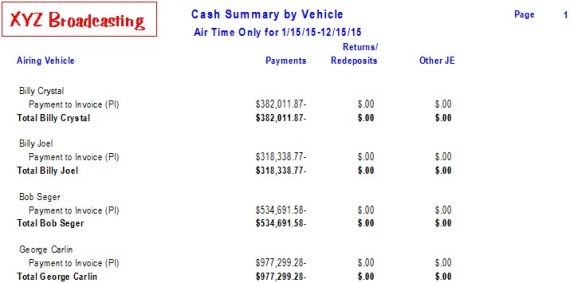 XYZ Broadcasting
Cash Summary by Vehicle Page 1
Air Time Only for 1/15/15-12/15/15
Returns/
Airing Vehicle Payments Redeposits Other JE
Billy Crystal
Payment to Invoice (PI) $382,011.87- $.00 $.00
Total Billy Crystal $382,011.87- $.00 $.00
Billy Joel
Payment to Invoice (PI) $318,338.77- $.00 $.00
Total Billy Joel $318,338.77- $.00 $.00
Bob Seger
Payment to Invoice (PI) $534,691.58- $.00 $.00
Total Bob Seger $534,691.58- $.00 $.00
George Carlin
Payment to Invoice (PI) $977,299.28- $.00 $.00
Total George Carlin $977,299.28- $.00 $.00